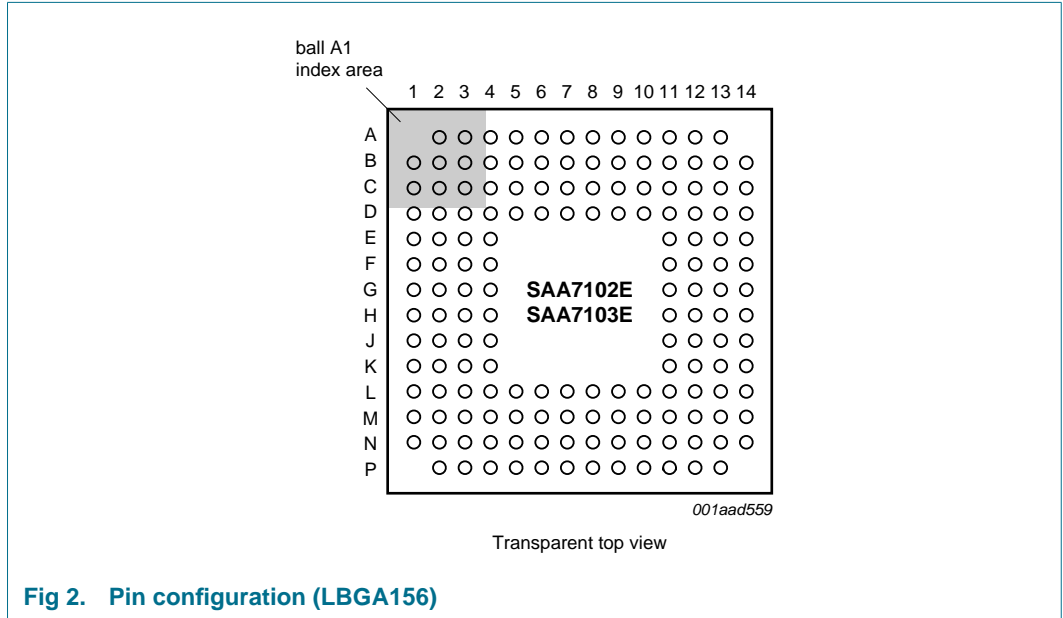 ball A1
index area
1 2 3 4 5 6 7 8 9 10 11 12 13 14
A
B
C
D
E
F
G
H
J
K
L
M
N
P
SAA7102E
SAA7103E
001aad559
Transparent top view
Fig 2. Pin configuration (LBGA156)